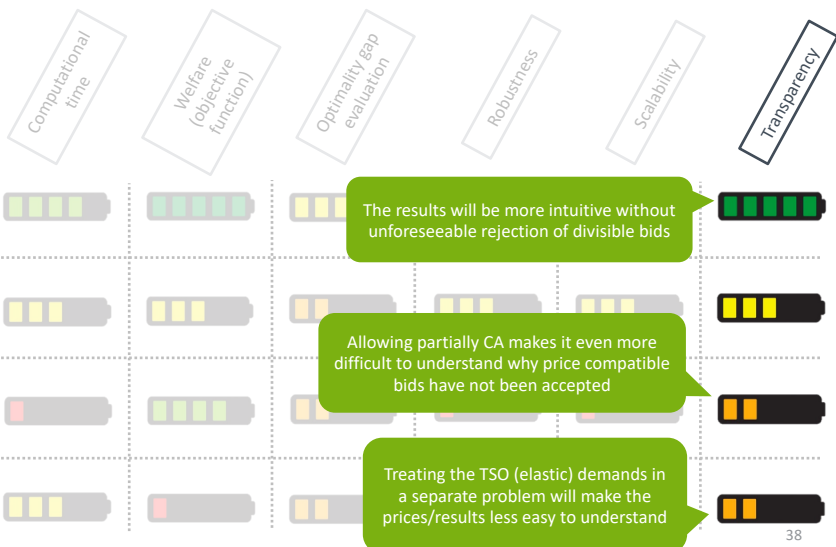 Computational
time
Welfare
(objective
function)
Optimality gap
evaluation
Robustness
Scalability
Transparency
The results will be more intuitive without
unforeseeable rejection of divisible bids
Allowing partially CA makes it even more
difficult to understand why price compatible
bids have not been accepted
Treating the TSO (elastic) demands in
a separate problem will make the
prices/results less easy to understand
38